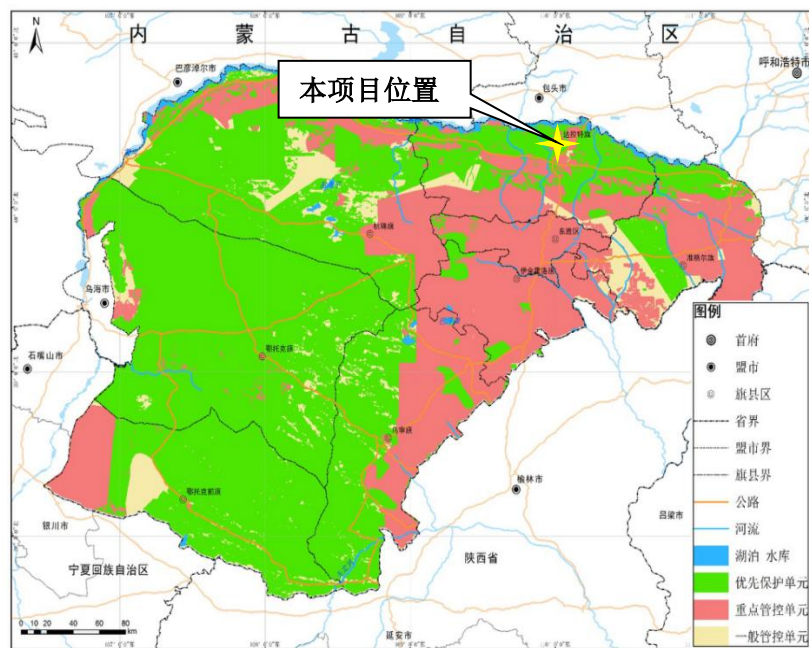 内蒙古自治区
N
巴彦淖尔市
包头市
呼和浩特市
本项目位置
达拉特旗
杭锦旗
东胜区
伊金霍洛旗
准格尔旗
乌海市
石嘴山市
鄂托克旗
乌审旗
鄂托克前旗
榆林市
银川市
吕梁市
宁夏回族自治区
陕西省
延安市
0 10 20 40 60 80
km
图例
首府
盟市
旗县区
省界
盟市界
旗县界
公路
河流
湖泊 水库
优先保护单元
重点管控单元
一般管控单元